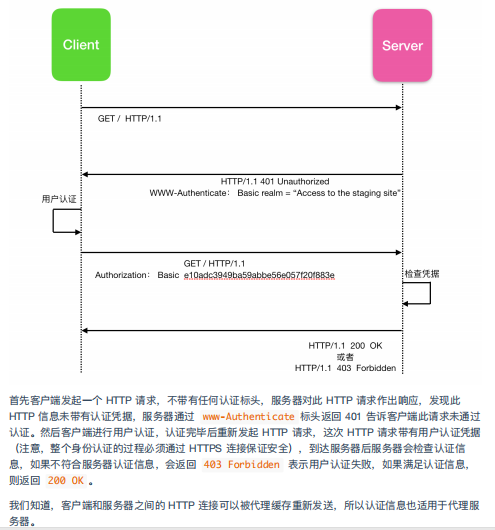 Client
Server
GET / HTTP/1.1
HTTP/1.1 401 Unauthorized
WWW-Authenticate： Basic realm = “Access to the staging site”
用户认证
GET / HTTP/1.1
Authorization： Basic e10adc3949ba59abbe56e057f20f883e
检查凭据
HTTP/1.1 200 OK
或者
HTTP/1.1 403 Forbidden
首先客户端发起一个 HTTP 请求，不带有任何认证标头，服务器对此 HTTP 请求作出响应，发现此
HTTP 信息未带有认证凭据，服务器通过 www-Authenticate 标头返回 401 告诉客户端此请求未通过
认证。然后客户端进行用户认证，认证完毕后重新发起 HTTP 请求，这次 HTTP 请求带有用户认证凭据
（注意，整个身份认证的过程必须通过 HTTPS 连接保证安全），到达服务器后服务器会检查认证信
息，如果不符合服务器认证信息，会返回 403 Forbidden 表示用户认证失败，如果满足认证信息，
则返回 200 OK 。
我们知道，客户端和服务器之间的 HTTP 连接可以被代理缓存重新发送，所以认证信息也适用于代理服
务器。